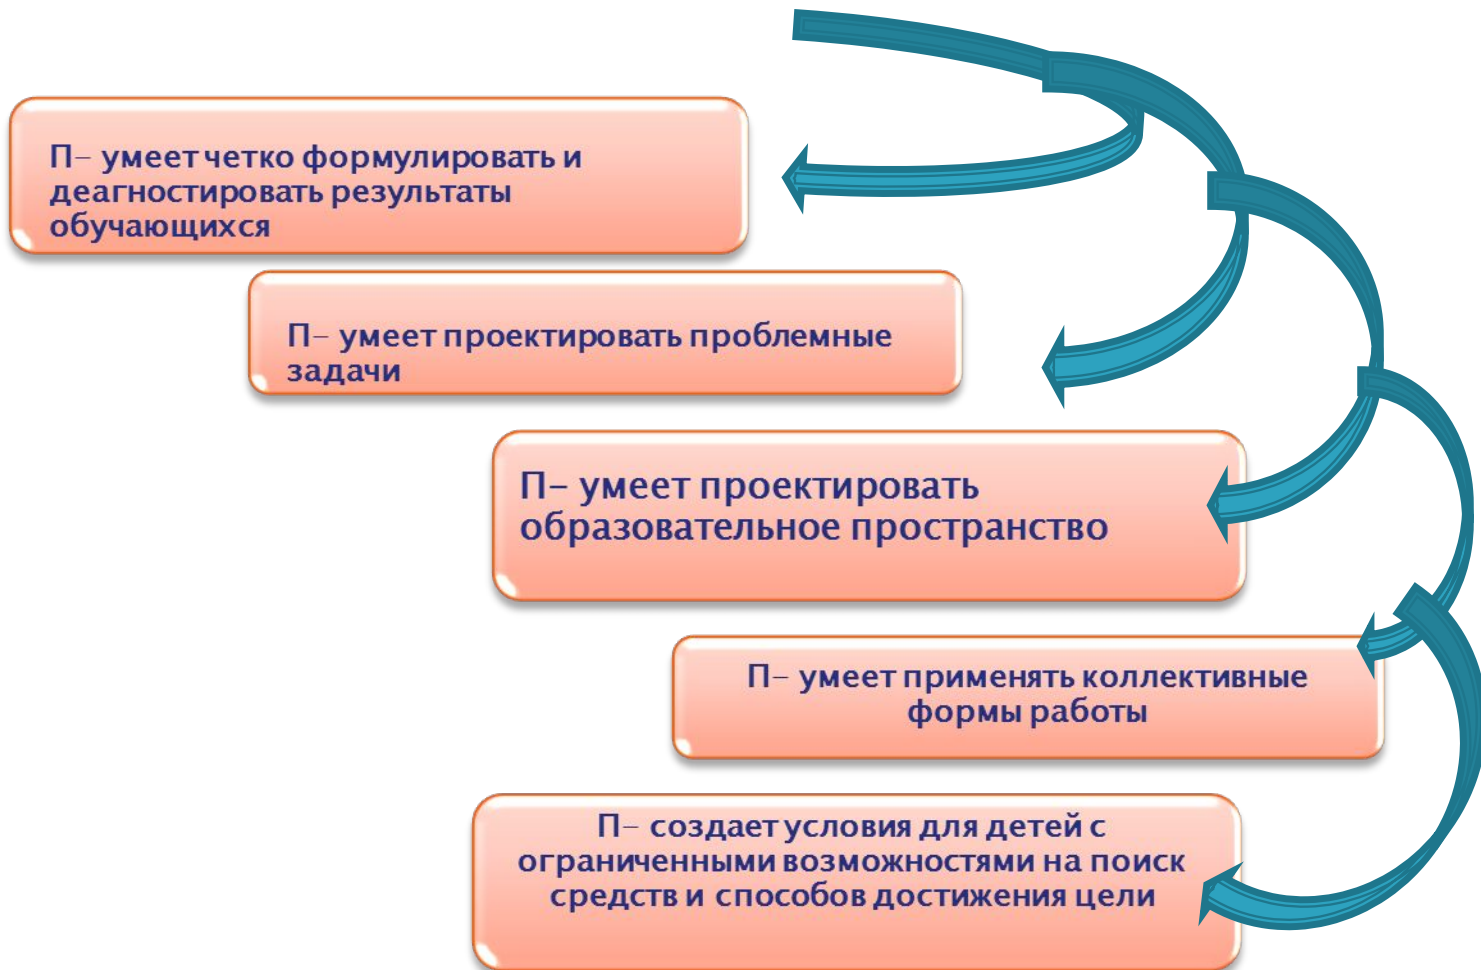 П– умеет четко формулировать и
деагностировать результаты
обучающихся
П– умеет проектировать проблемные
задачи
П– умеет проектировать
образовательное пространство
П– умеет применять коллективные
формы работы
П– создает условия для детей с
ограниченными возможностями на поиск
средств и способов достижения цели